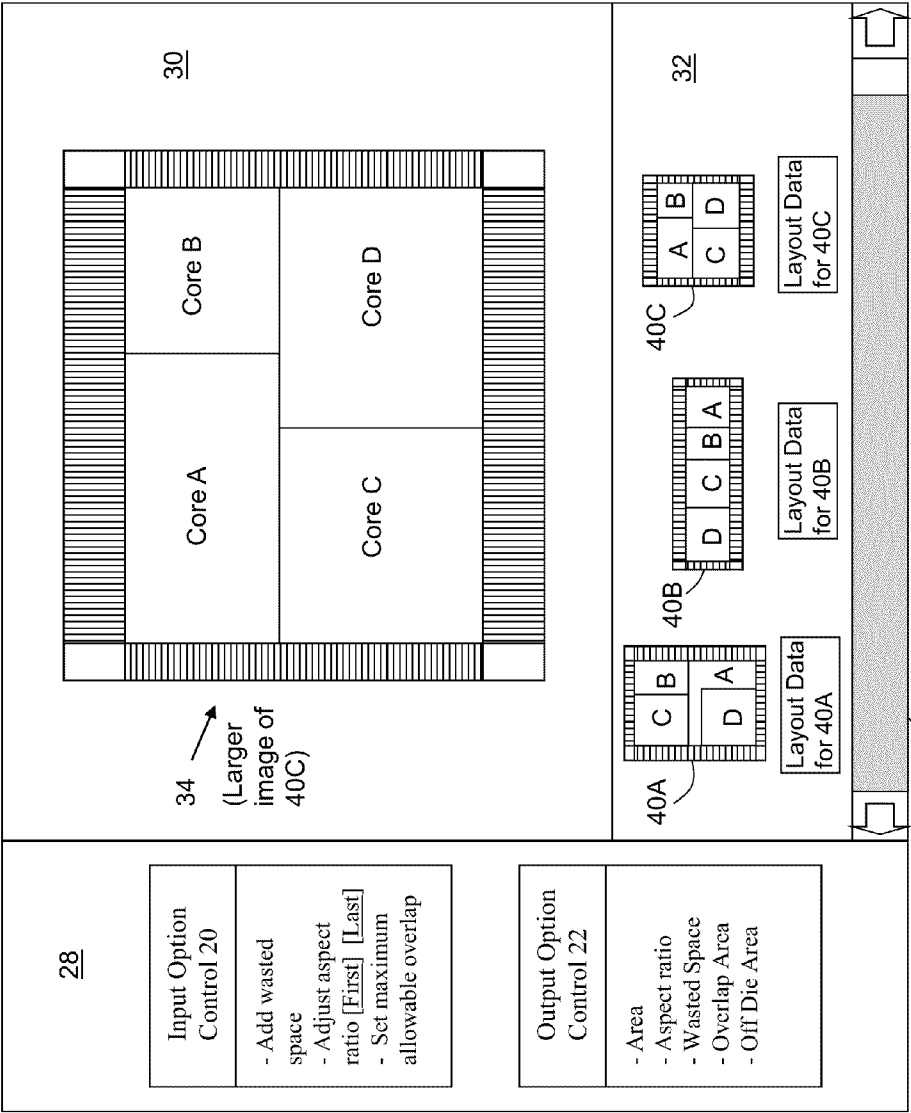 28
Input Option
Control 20
- Add wasted
space
- Adjust aspect
ratio [First] [Last]
- Set maximum
allowable overlap
Output Option
Control 22
- Area
- Aspect ratio
- Wasted Space
- Overlap Area
- Off Die Area
30
34
(Larger
image of
40C)
Core A
Core B
Core C
Core D
32
40A
C
B
D
A
Layout Data
for 40A
40B
D
C
B
A
Layout Data
for 40B
40C
A
B
C
D
Layout Data
for 40C